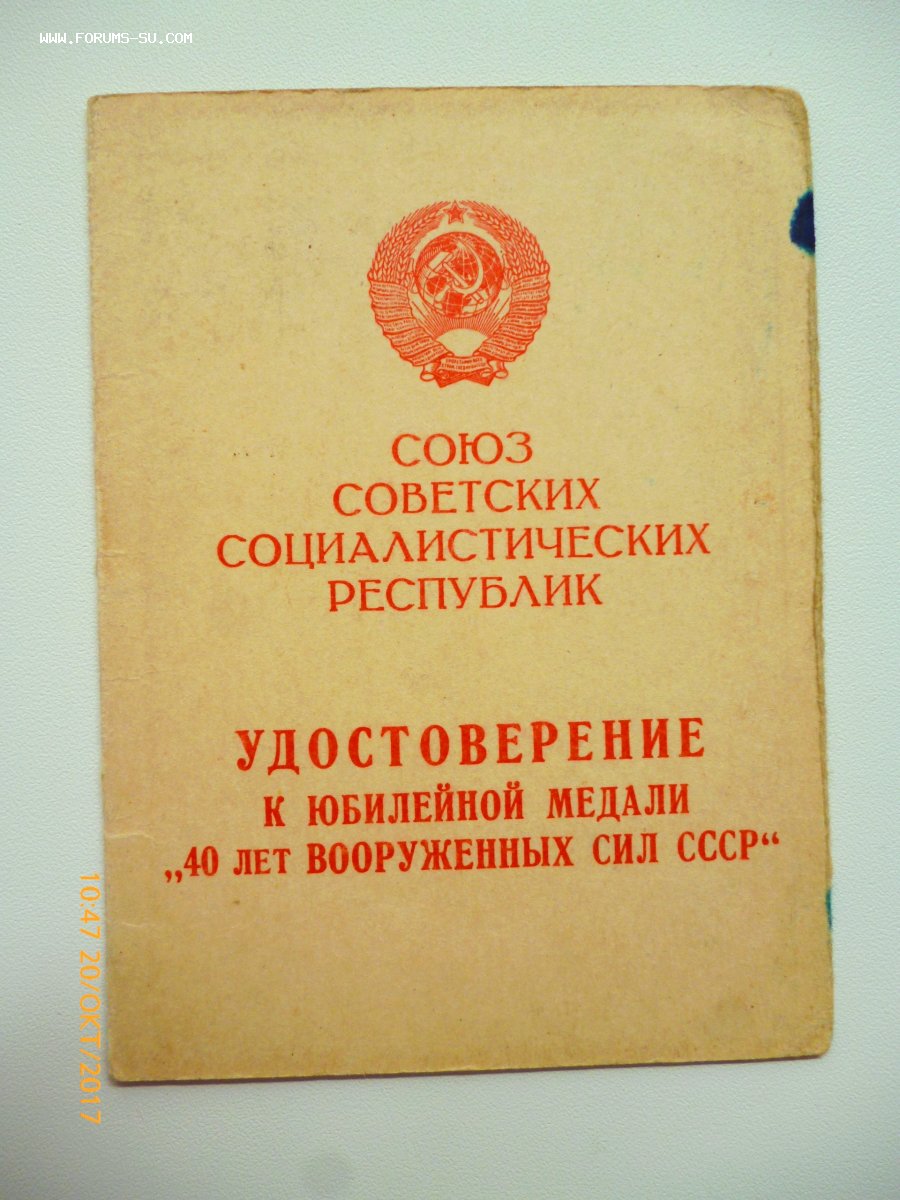 WWW.FORUMS-SU.COM
СОЮЗ
СОВЕТСКИХ
СОЦИАЛИСТИЧЕСКИХ
РЕСПУБЛИК
УДОСТОВЕРЕНИЕ
К ЮБИЛЕЙНОЙ МЕДАЛИ
„40 ЛЕТ ВООРУЖЕННЫХ СИЛ СССР“
10:47 20/ОКТ/2017